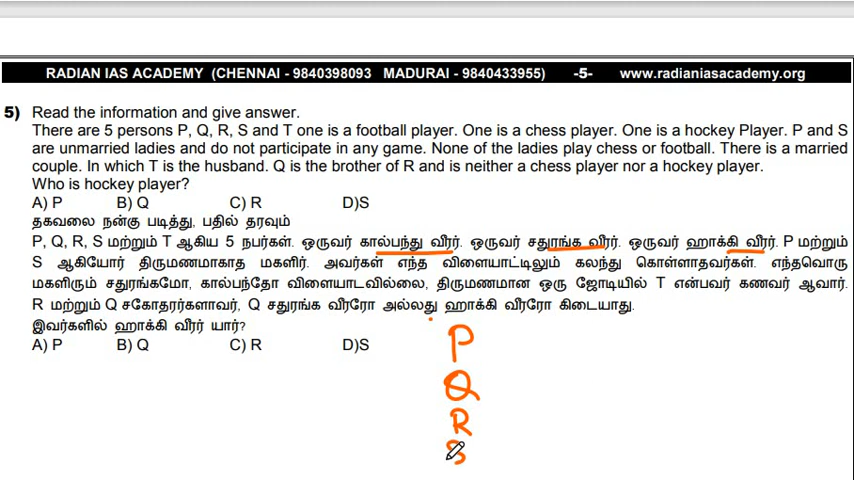 RADIAN IAS ACADEMY (CHENNAI - 9840398093 MADURAI - 9840433955) -5- www.radianiasacademy.org
5) Read the information and give answer.
There are 5 persons P, Q, R, S and T one is a football player. One is a chess player. One is a hockey Player. P and S
are unmarried ladies and do not participate in any game. None of the ladies play chess or football. There is a married
couple. In which T is the husband. Q is the brother of R and is neither a chess player nor a hockey player.
Who is hockey player?
A) P B) Q C) R D)S
தகவலை நன்கு படித்து, பதில் தரவும்
P, Q, R, S மற்றும் T ஆகிய 5 நபர்கள். ஒருவர் கால்பந்து வீரர். ஒருவர் சதுரங்க வீரர். ஒருவர் ஹாக்கி வீரர். P மற்றும்
S ஆகியோர் திருமணமாகாத மகளிர். அவர்கள் எந்த விளையாட்டிலும் கலந்து கொள்ளாதவர்கள். எந்தவொரு
மகளிரும் சதுரங்கமோ, கால்பந்தோ விளையாடவில்லை, திருமணமான ஒரு ஜோடியில் T என்பவர் கணவர் ஆவார்.
R மற்றும் Q சகோதரர்களாவர், Q சதுரங்க வீரரோ அல்லது ஹாக்கி வீரரோ கிடையாது.
இவர்களில் ஹாக்கி வீரர் யார்?
A) P B) Q C) R D)S
P
Q
R
S